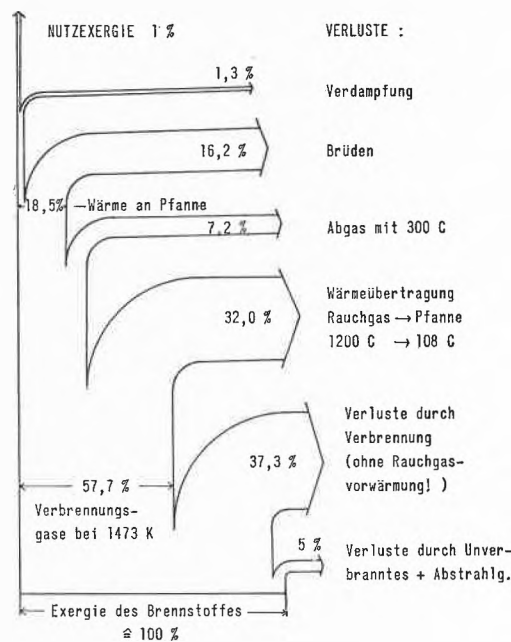 NUTZEXERGIE 1 %
VERLUSTE :
1,3 %
Verdampfung
16,2 %
Brüden
18,5%
Wärme an Pfanne
7,2 %
Abgas mit 300 C
32,0 %
Wärmeübertragung
Rauchgas → Pfanne
1200 C → 108 C
37,3 %
Verluste durch
Verbrennung
(ohne Rauchgas-
vorwärmung! )
57,7 %
Verbrennungs-
gase bei 1473 K
5 %
Verluste durch Unver-
branntes + Abstrahlg.
Exergie des Brennstoffes
≙ 100 %